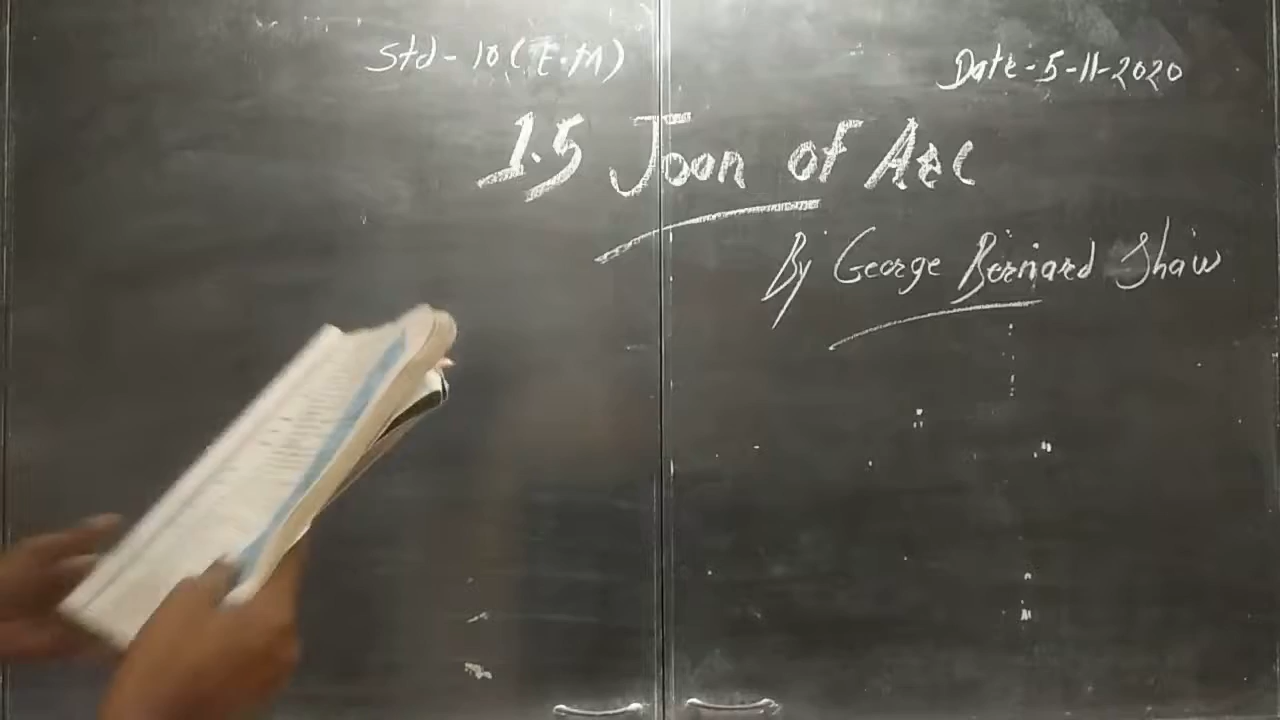 Std - 10 (E.M)
Date - 5-11-2020
1.5 Joan of Arc
By George Bernard Shaw